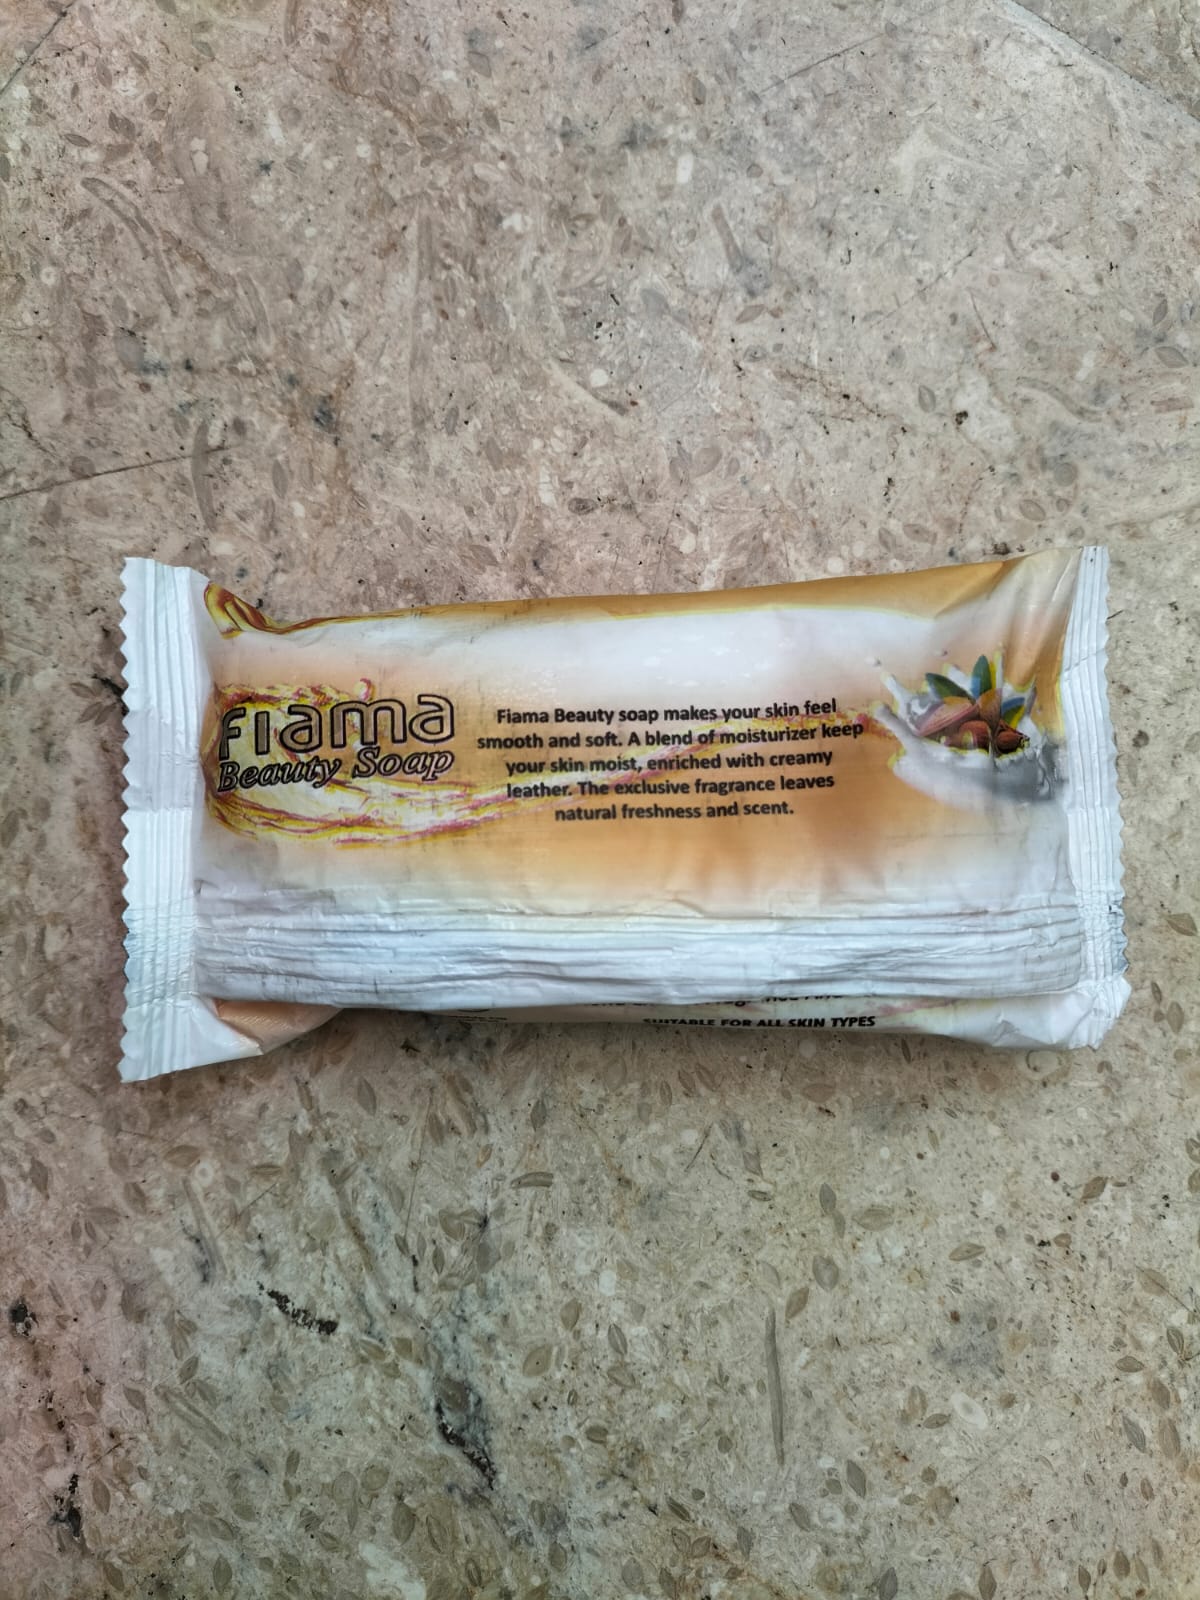 fiama
Beauty Soap
Fiama Beauty soap makes your skin feel
smooth and soft. A blend of moisturizer keep
your skin moist, enriched with creamy
leather. The exclusive fragrance leaves
natural freshness and scent.
SUITABLE FOR ALL SKIN TYPES